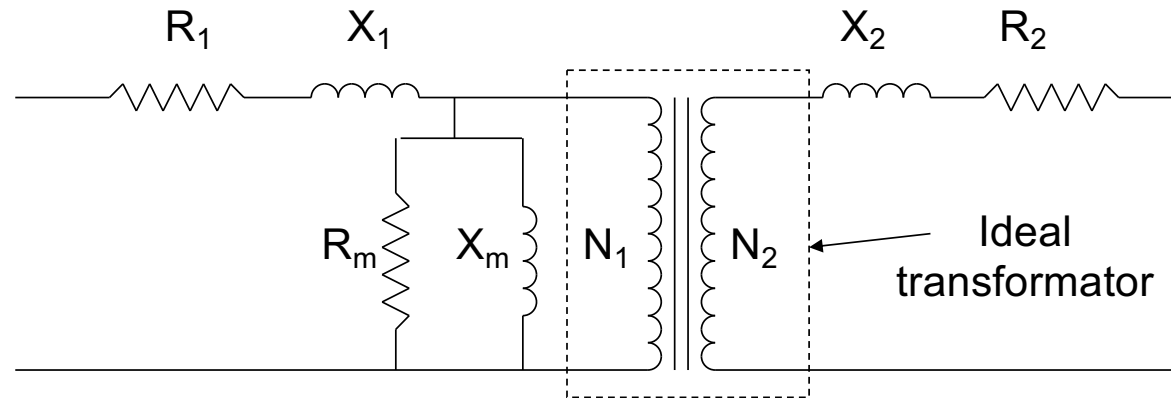 R₁
X₁
X₂
R₂
Rₘ
Xₘ
N₁
N₂
Ideal
transformator